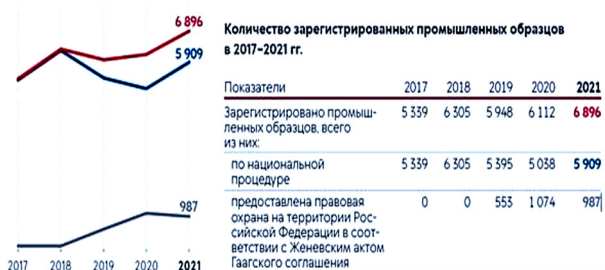 6 896
5 909
987
2017 2018 2019 2020 2021
Количество зарегистрированных промышленных образцов
в 2017–2021 гг.
Показатели 2017 2018 2019 2020 2021
Зарегистрировано промыш-
ленных образцов, всего 5 339 6 305 5 948 6 112 6 896
из них:
по национальной 5 339 6 305 5 395 5 038 5 909
процедуре
предоставлена правовая 0 0 553 1 074 987
охрана на территории Рос-
сийской Федерации в соот-
ветствии с Женевским актом
Гаагского соглашения